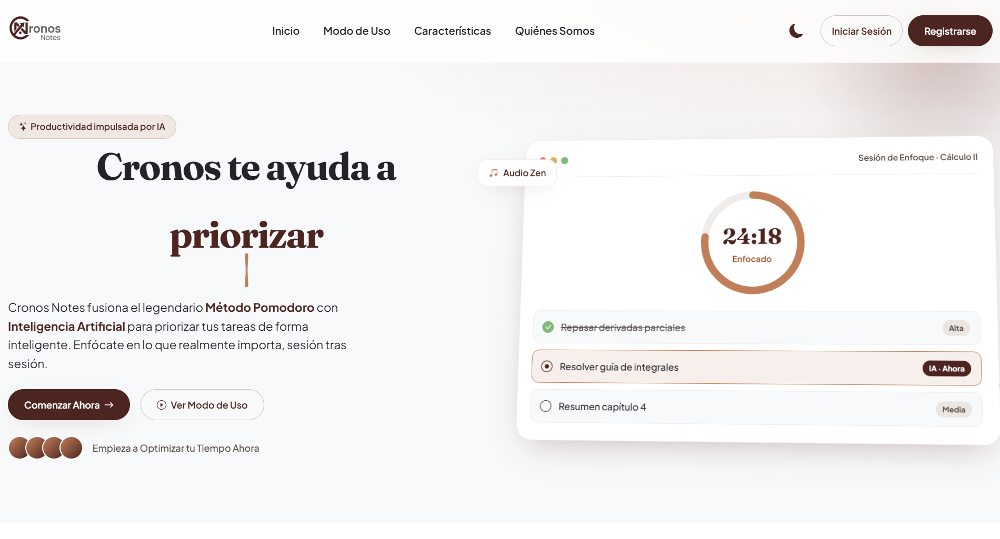 Cronos
Notes
Inicio
Modo de Uso
Características
Quiénes Somos
Iniciar Sesión
Registrarse
Productividad impulsada por IA
Cronos te ayuda a
priorizar
Cronos Notes fusiona el legendario Método Pomodoro con
Inteligencia Artificial para priorizar tus tareas de forma
inteligente. Enfócate en lo que realmente importa, sesión tras
sesión.
Comenzar Ahora
Ver Modo de Uso
Empieza a Optimizar tu Tiempo Ahora
Audio Zen
Sesión de Enfoque · Cálculo II
24:18
Enfocado
Repasar derivadas parciales
Alta
Resolver guía de integrales
IA · Ahora
Resumen capítulo 4
Media